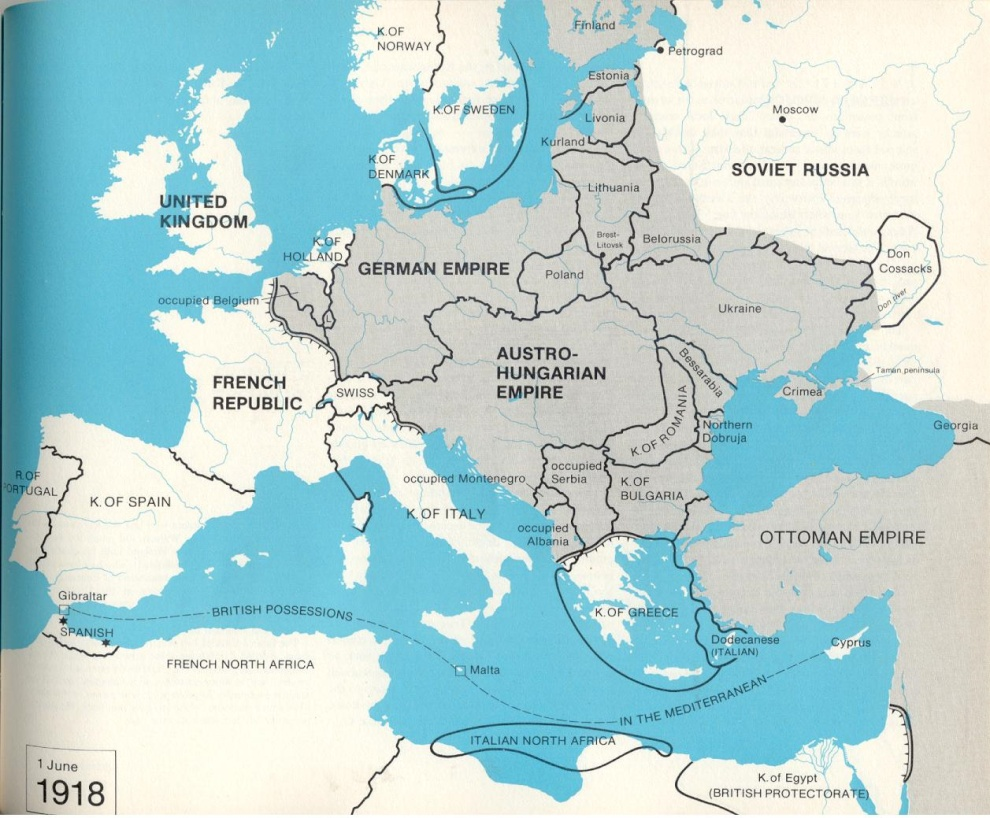 K.OF
NORWAY
Finland
Petrograd
Estonia
K.OF SWEDEN
Livonia
Moscow
Kurland
K.OF
DENMARK
SOVIET RUSSIA
Lithuania
UNITED
KINGDOM
Brest-
Litovsk
Belorussia
K.OF
HOLLAND
GERMAN EMPIRE
Poland
Don
Cossacks
Don river
occupied Belgium
L
Ukraine
AUSTRO-
HUNGARIAN
EMPIRE
Bessarabia
FRENCH
REPUBLIC
SWISS
Taman peninsula
Crimea
K.OF ROMANIA
Northern
Dobruja
Georgia
R.OF
PORTUGAL
K.OF SPAIN
occupied Montenegro
occupied
Serbia
K.OF
BULGARIA
K.OF ITALY
occupied
Albania
OTTOMAN EMPIRE
Gibraltar
SPANISH
BRITISH POSSESSIONS
K.OF GREECE
Dodecanese
(ITALIAN)
Cyprus
FRENCH NORTH AFRICA
Malta
IN THE MEDITERRANEAN
ITALIAN NORTH AFRICA
K.of Egypt
(BRITISH PROTECTORATE)
1 June
1918